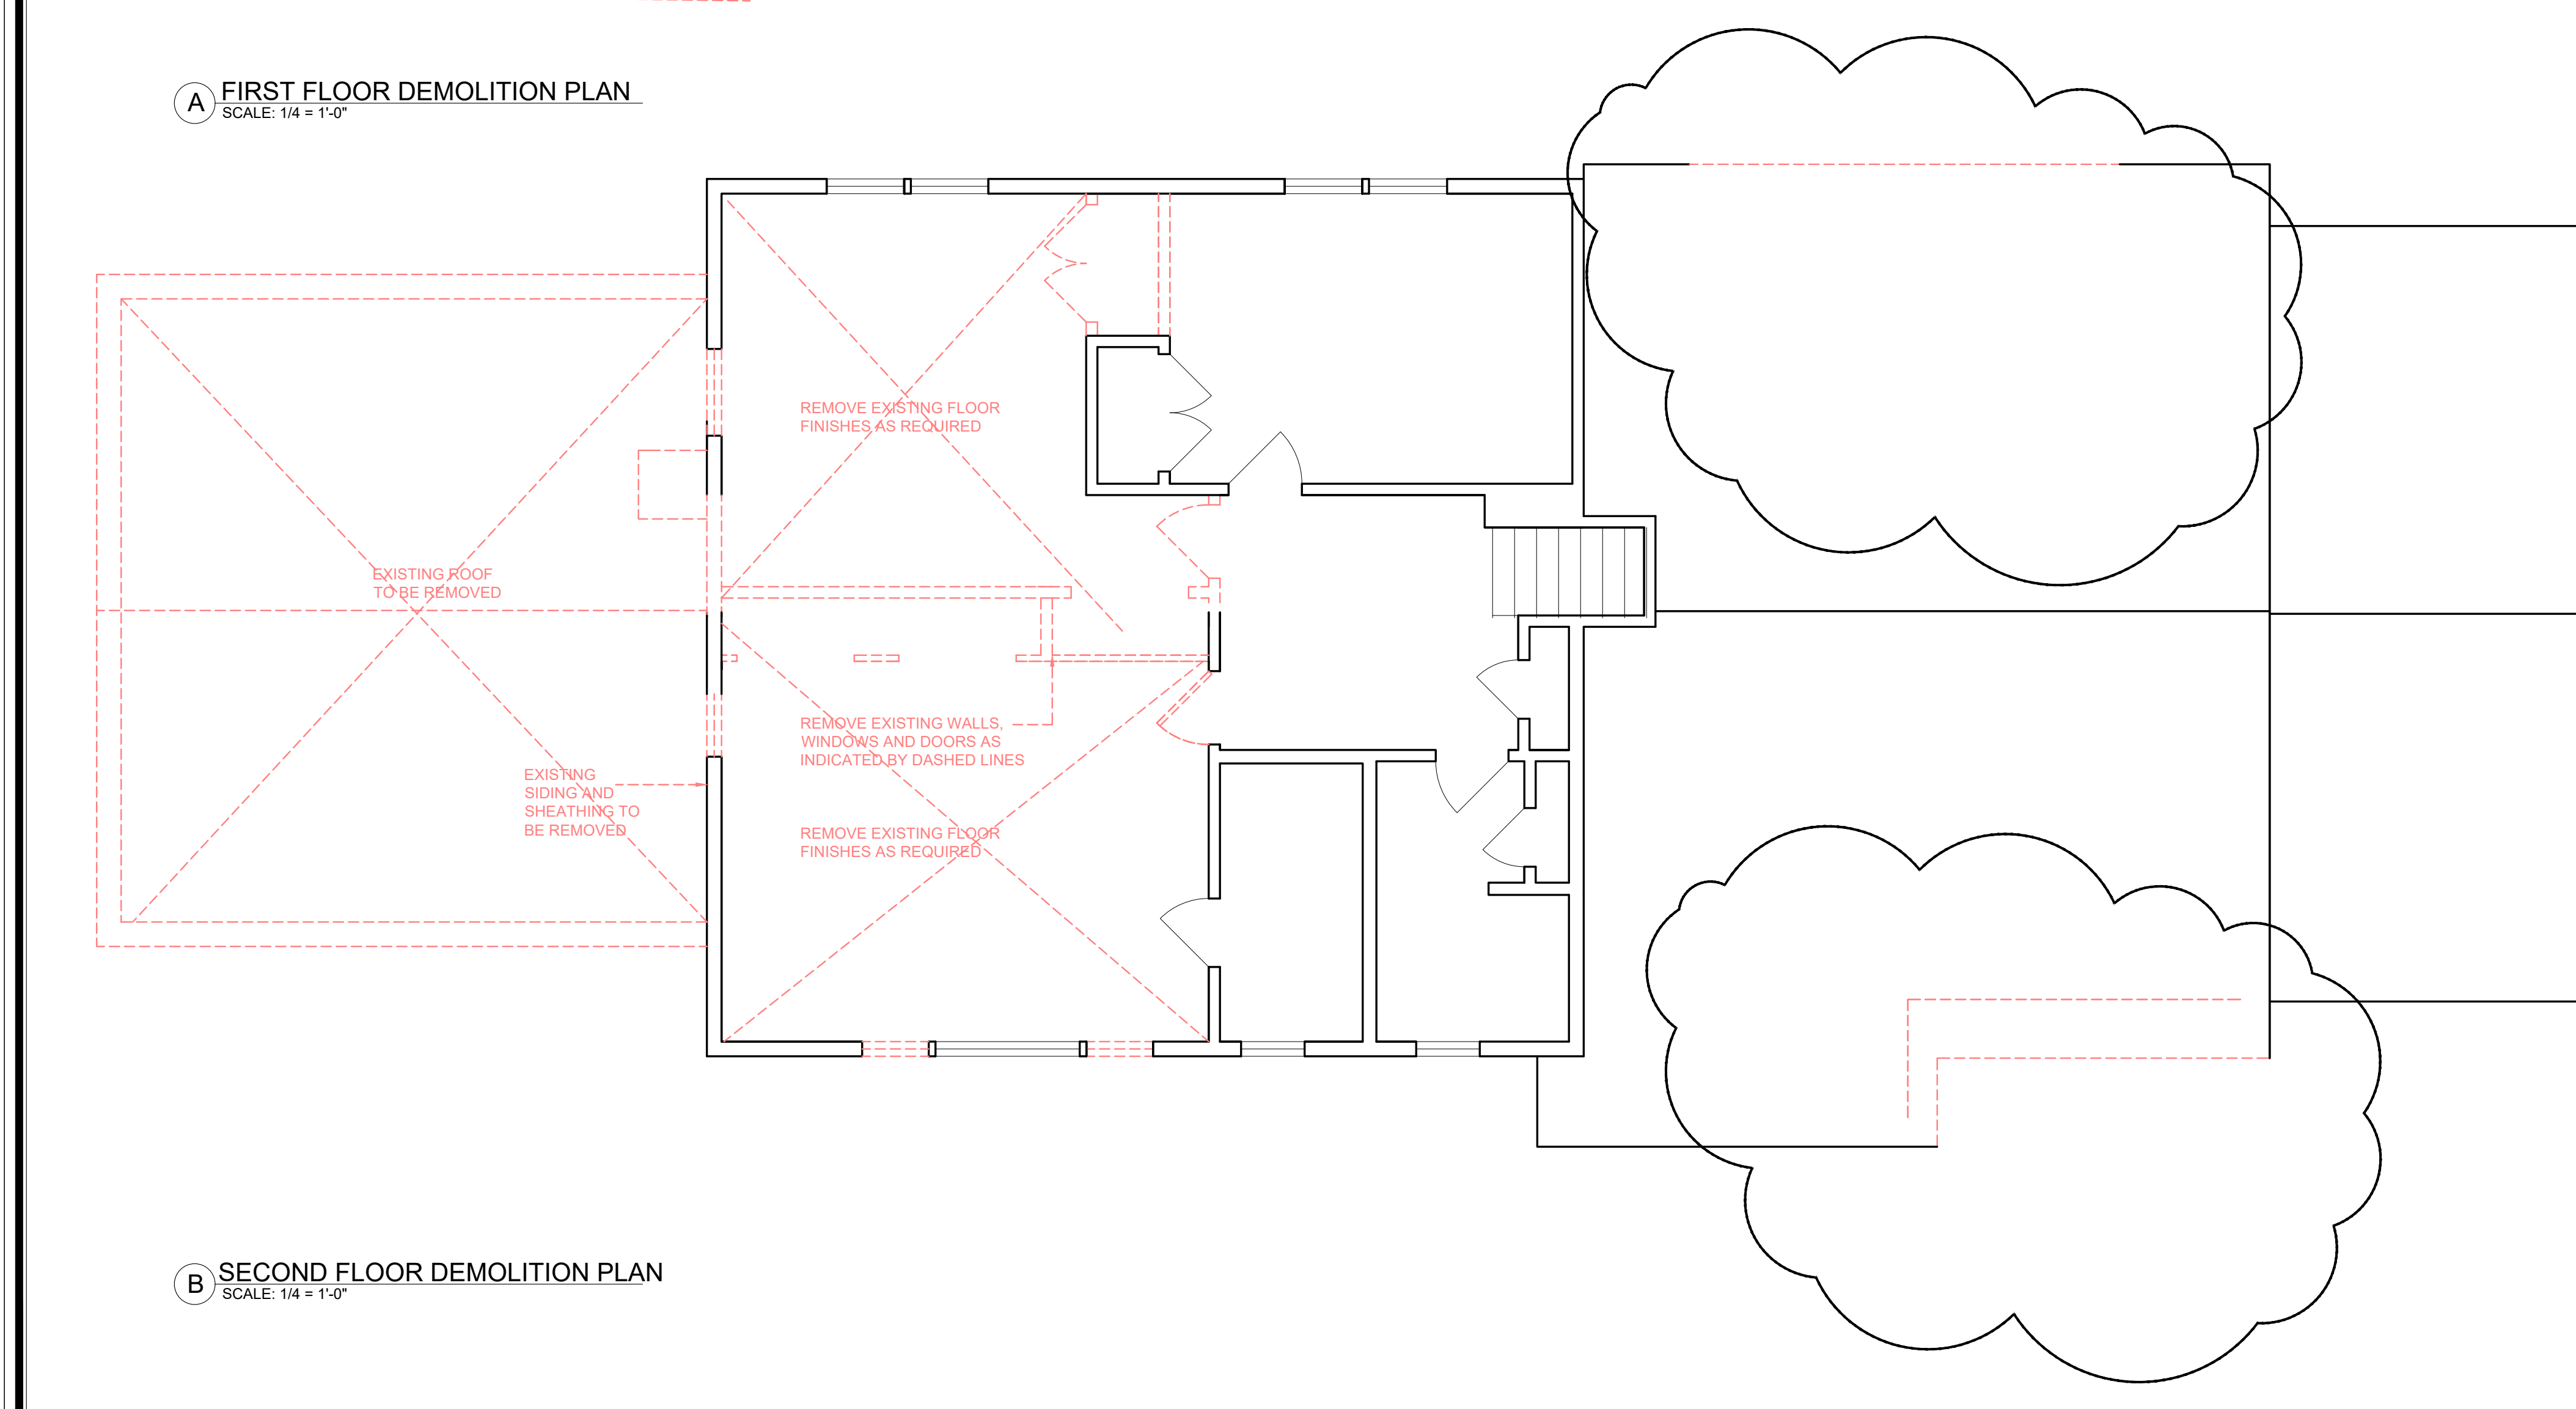 A
FIRST FLOOR DEMOLITION PLAN
SCALE: 1/4 = 1'-0"
REMOVE EXISTING FLOOR
FINISHES AS REQUIRED
EXISTING ROOF
TO BE REMOVED
REMOVE EXISTING WALLS,
WINDOWS AND DOORS AS
INDICATED BY DASHED LINES
EXISTING
SIDING AND
SHEATHING TO
BE REMOVED
REMOVE EXISTING FLOOR
FINISHES AS REQUIRED
B
SECOND FLOOR DEMOLITION PLAN
SCALE: 1/4 = 1'-0"